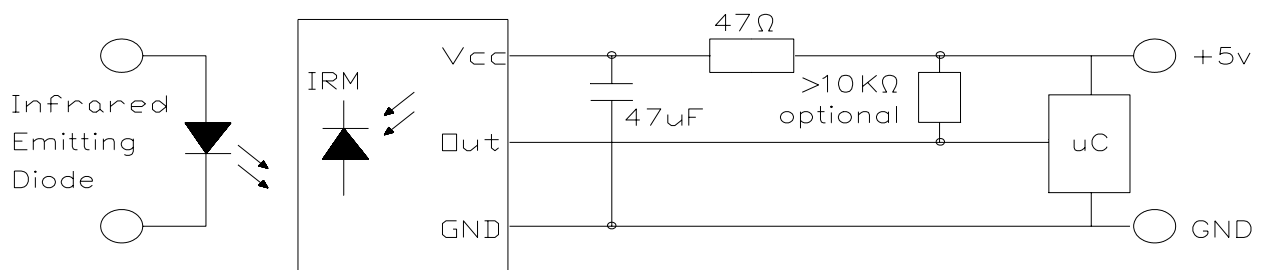 47Ω
Vcc
+5v
IRM
>10KΩ
optional
Infrared
Emitting
Diode
47uF
Out
uC
GND
GND